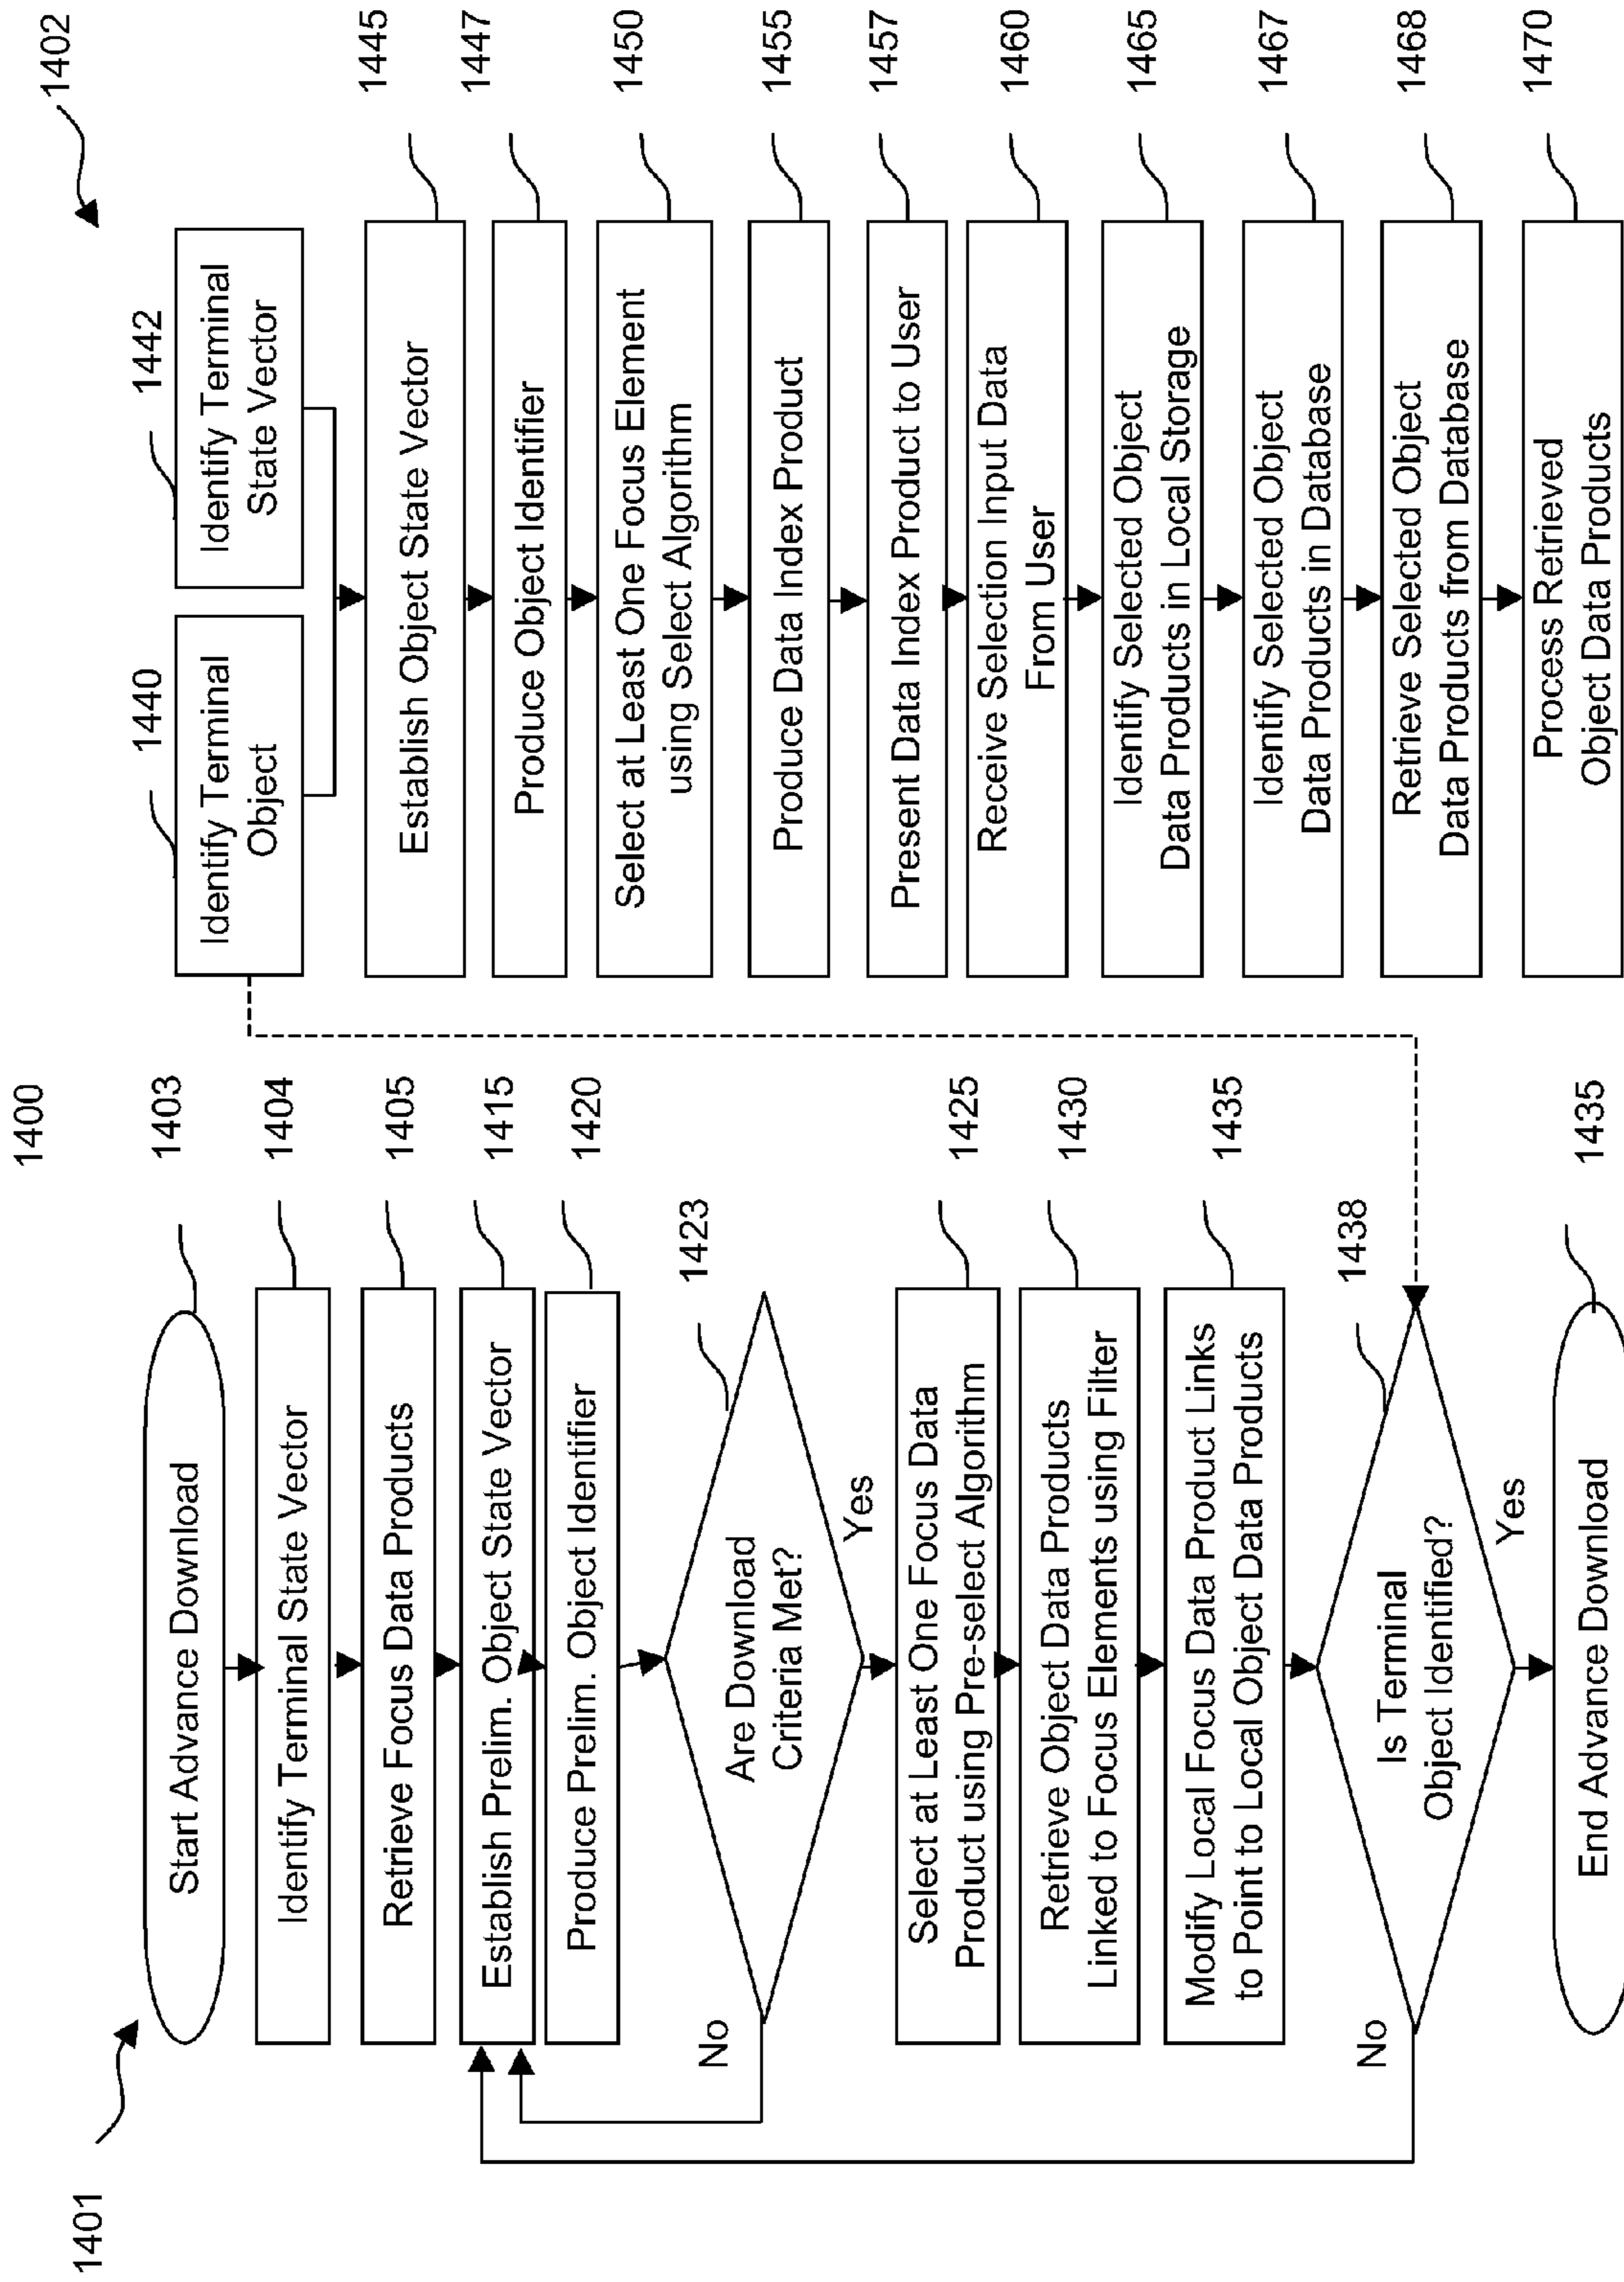 1400
1401
1403
Start Advance Download
1404
Identify Terminal State Vector
1405
Retrieve Focus Data Products
1415
Establish Prelim. Object State Vector
1420
Produce Prelim. Object Identifier
1423
Are Download
Criteria Met?
No
Yes
1425
Select at Least One Focus Data
Product using Pre-select Algorithm
1430
Retrieve Object Data Products
Linked to Focus Elements using Filter
1435
Modify Local Focus Data Product Links
to Point to Local Object Data Products
1438
Is Terminal
Object Identified?
No
Yes
1435
End Advance Download
1402
1440
Identify Terminal
Object
1442
Identify Terminal
State Vector
1445
Establish Object State Vector
1447
Produce Object Identifier
1450
Select at Least One Focus Element
using Select Algorithm
1455
Produce Data Index Product
1457
Present Data Index Product to User
1460
Receive Selection Input Data
From User
1465
Identify Selected Object
Data Products in Local Storage
1467
Identify Selected Object
Data Products in Database
1468
Retrieve Selected Object
Data Products from Database
1470
Process Retrieved
Object Data Products